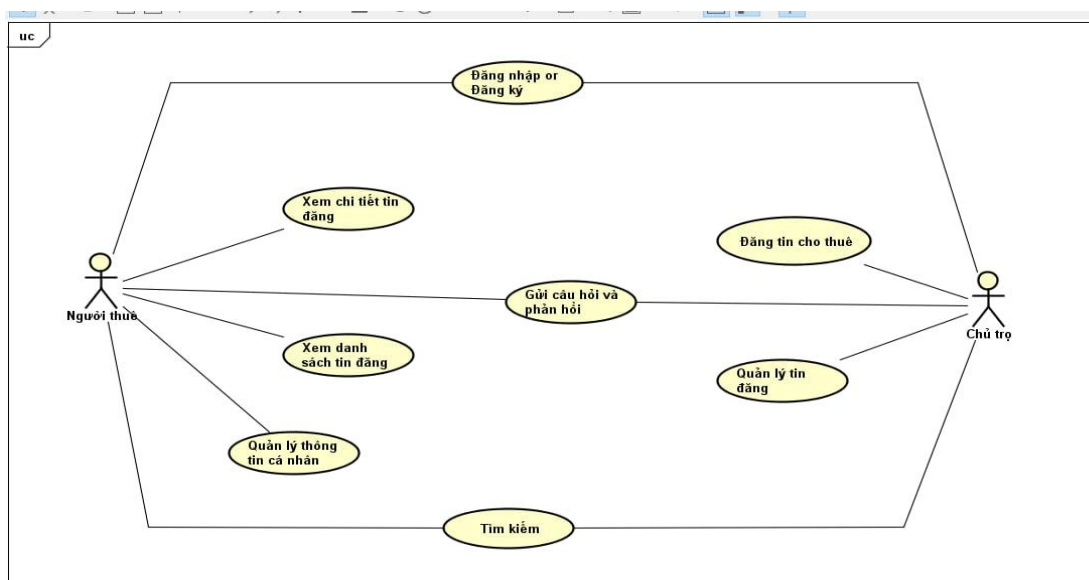 uc
Đăng nhập or
Đăng ký
Xem chi tiết tin
đăng
Đăng tin cho thuê
Gửi câu hỏi và
phản hồi
Người thuê
Chủ trọ
Xem danh
sách tin đăng
Quản lý tin
đăng
Quản lý thông
tin cá nhân
Tìm kiếm